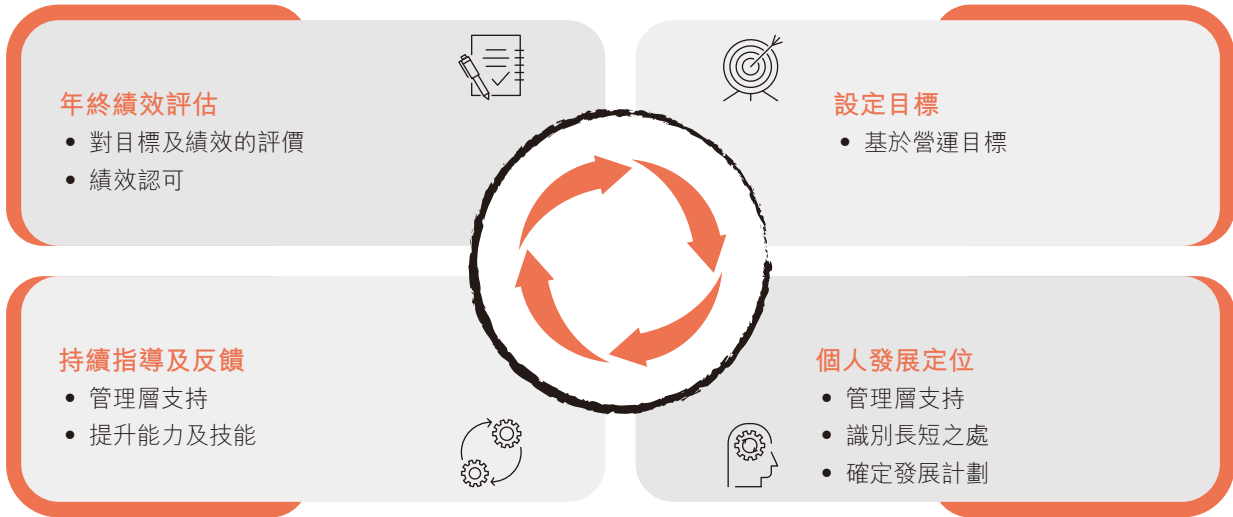 年終績效評估
• 對目標及績效的評價
• 績效認可
設定目標
• 基於營運目標
持續指導及反饋
• 管理層支持
• 提升能力及技能
個人發展定位
• 管理層支持
• 識別長短之處
• 確定發展計劃